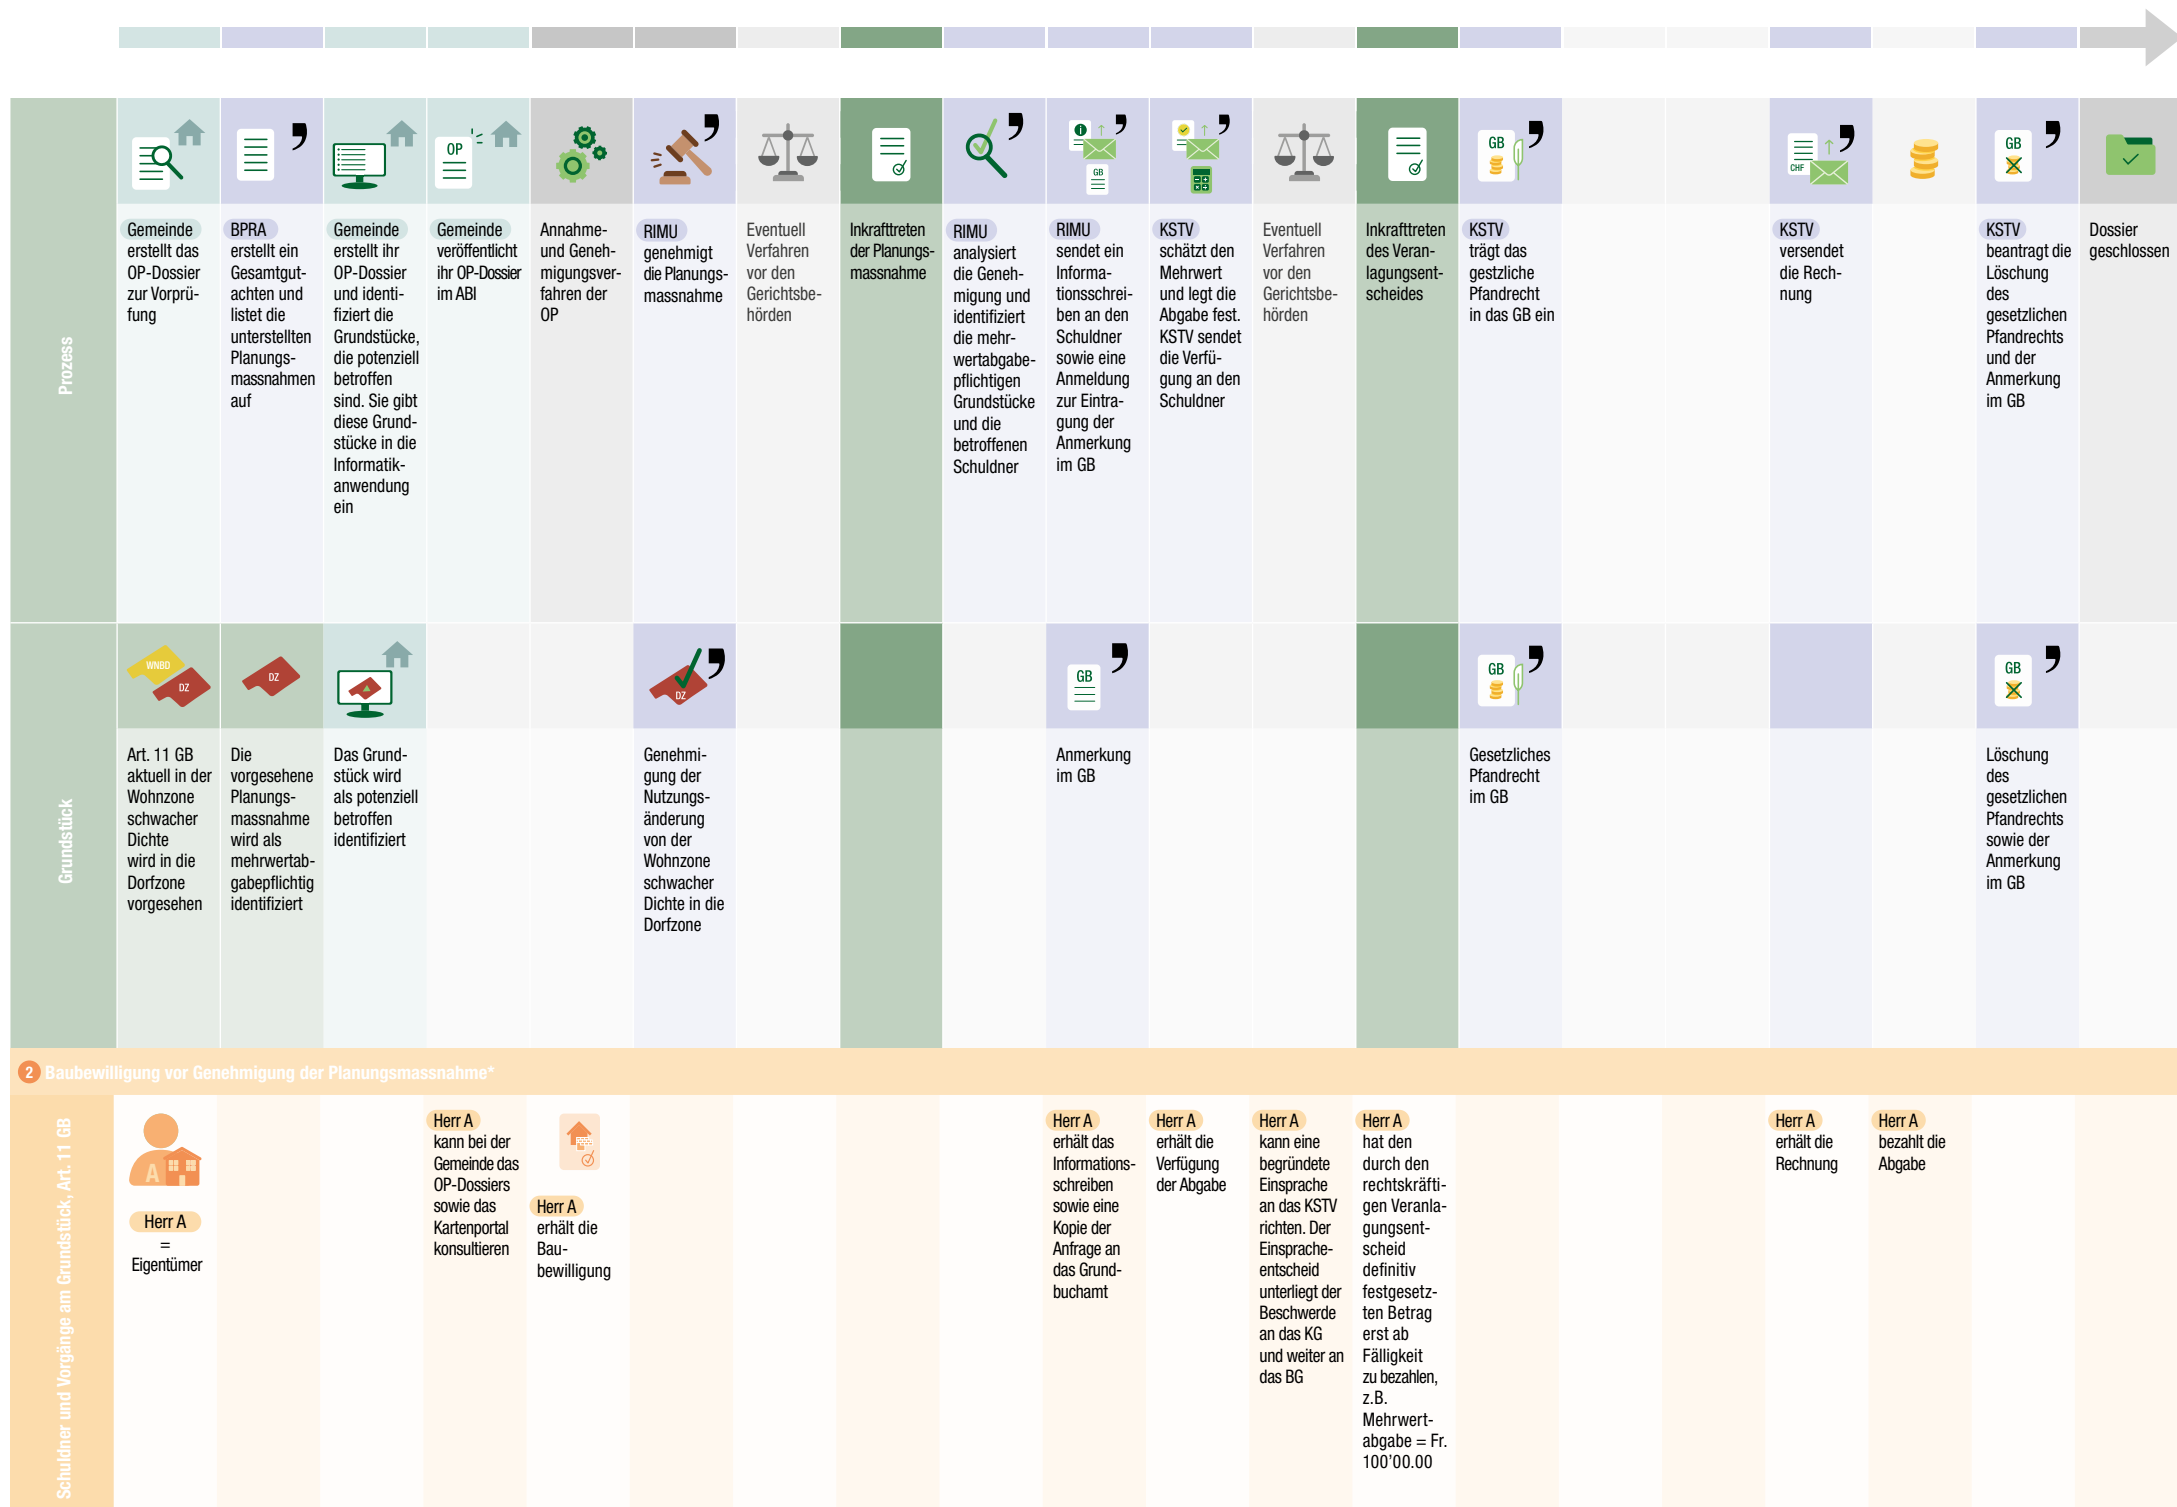 OP
GB
GB
CHF
GB
Prozess
Gemeinde
erstellt das
OP-Dossier
zur Vorprü-
fung
BPRA
erstellt ein
Gesamtgut-
achten und
listet die
unterstellten
Planungs-
massnahmen
auf
Gemeinde
erstellt ihr
OP-Dossier
und identi-
fiziert die
Grundstücke,
die potenziell
betroffen
sind. Sie gibt
diese Grund-
stücke in die
Informatik-
anwendung
ein
Gemeinde
veröffentlicht
ihr OP-Dossier
im ABl
Annahme-
und Geneh-
migungsver-
fahren der
OP
RIMU
genehmigt
die Planungs-
massnahme
Eventuell
Verfahren
vor den
Gerichtsbe-
hörden
Inkrafttreten
der Planungs-
massnahme
RIMU
analysiert
die Geneh-
migung und
identifiziert
die mehr-
wertabgabe-
pflichtigen
Grundstücke
und die
betroffenen
Schuldner
RIMU
sendet ein
Informa-
tionsschrei-
ben an den
Schuldner
sowie eine
Anmeldung
zur Eintra-
gung der
Anmerkung
im GB
KSTV
schätzt den
Mehrwert
und legt die
Abgabe fest.
KSTV sendet
die Verfü-
gung an den
Schuldner
Eventuell
Verfahren
vor den
Gerichtsbe-
hörden
Inkrafttreten
des Veran-
lagungsent-
scheides
KSTV
trägt das
gestzliche
Pfandrecht
in das GB ein
KSTV
versendet
die Rech-
nung
KSTV
beantragt die
Löschung
des
gesetzlichen
Pfandrechts
und der
Anmerkung
im GB
Dossier
geschlossen
Grundstück
WNBD
DZ
DZ
DZ
GB
GB
GB
Art. 11 GB
aktuell in der
Wohnzone
schwacher
Dichte
wird in die
Dorfzone
vorgesehen
Die
vorgesehene
Planungs-
massnahme
wird als
mehrwertab-
gabepflichtig
identifiziert
Das Grund-
stück wird
als potenziell
betroffen
identifiziert
Genehmi-
gung der
Nutzungs-
änderung
von der
Wohnzone
schwacher
Dichte in die
Dorfzone
Anmerkung
im GB
Gesetzliches
Pfandrecht
im GB
Löschung
des
gesetzlichen
Pfandrechts
sowie der
Anmerkung
im GB
2 Baubewilligung vor Genehmigung der Planungsmassnahme*
Schuldner und Vorgänge am Grundstück, Art. 11 GB
A
Herr A
=
Eigentümer
Herr A
kann bei der
Gemeinde das
OP-Dossiers
sowie das
Kartenportal
konsultieren
Herr A
erhält die
Bau-
bewilligung
Herr A
erhält das
Informations-
schreiben
sowie eine
Kopie der
Anfrage an
das Grund-
buchamt
Herr A
erhält die
Verfügung
der Abgabe
Herr A
kann eine
begründete
Einsprache
an das KSTV
richten. Der
Einsprache-
entscheid
unterliegt der
Beschwerde
an das KG
und weiter an
das BG
Herr A
hat den
durch den
rechtskräfti-
gen Veranla-
gungsent-
scheid
definitiv
festgesetz-
ten Betrag
erst ab
Fälligkeit
zu bezahlen,
z.B.
Mehrwert-
abgabe = Fr.
100'00.00
Herr A
erhält die
Rechnung
Herr A
bezahlt die
Abgabe